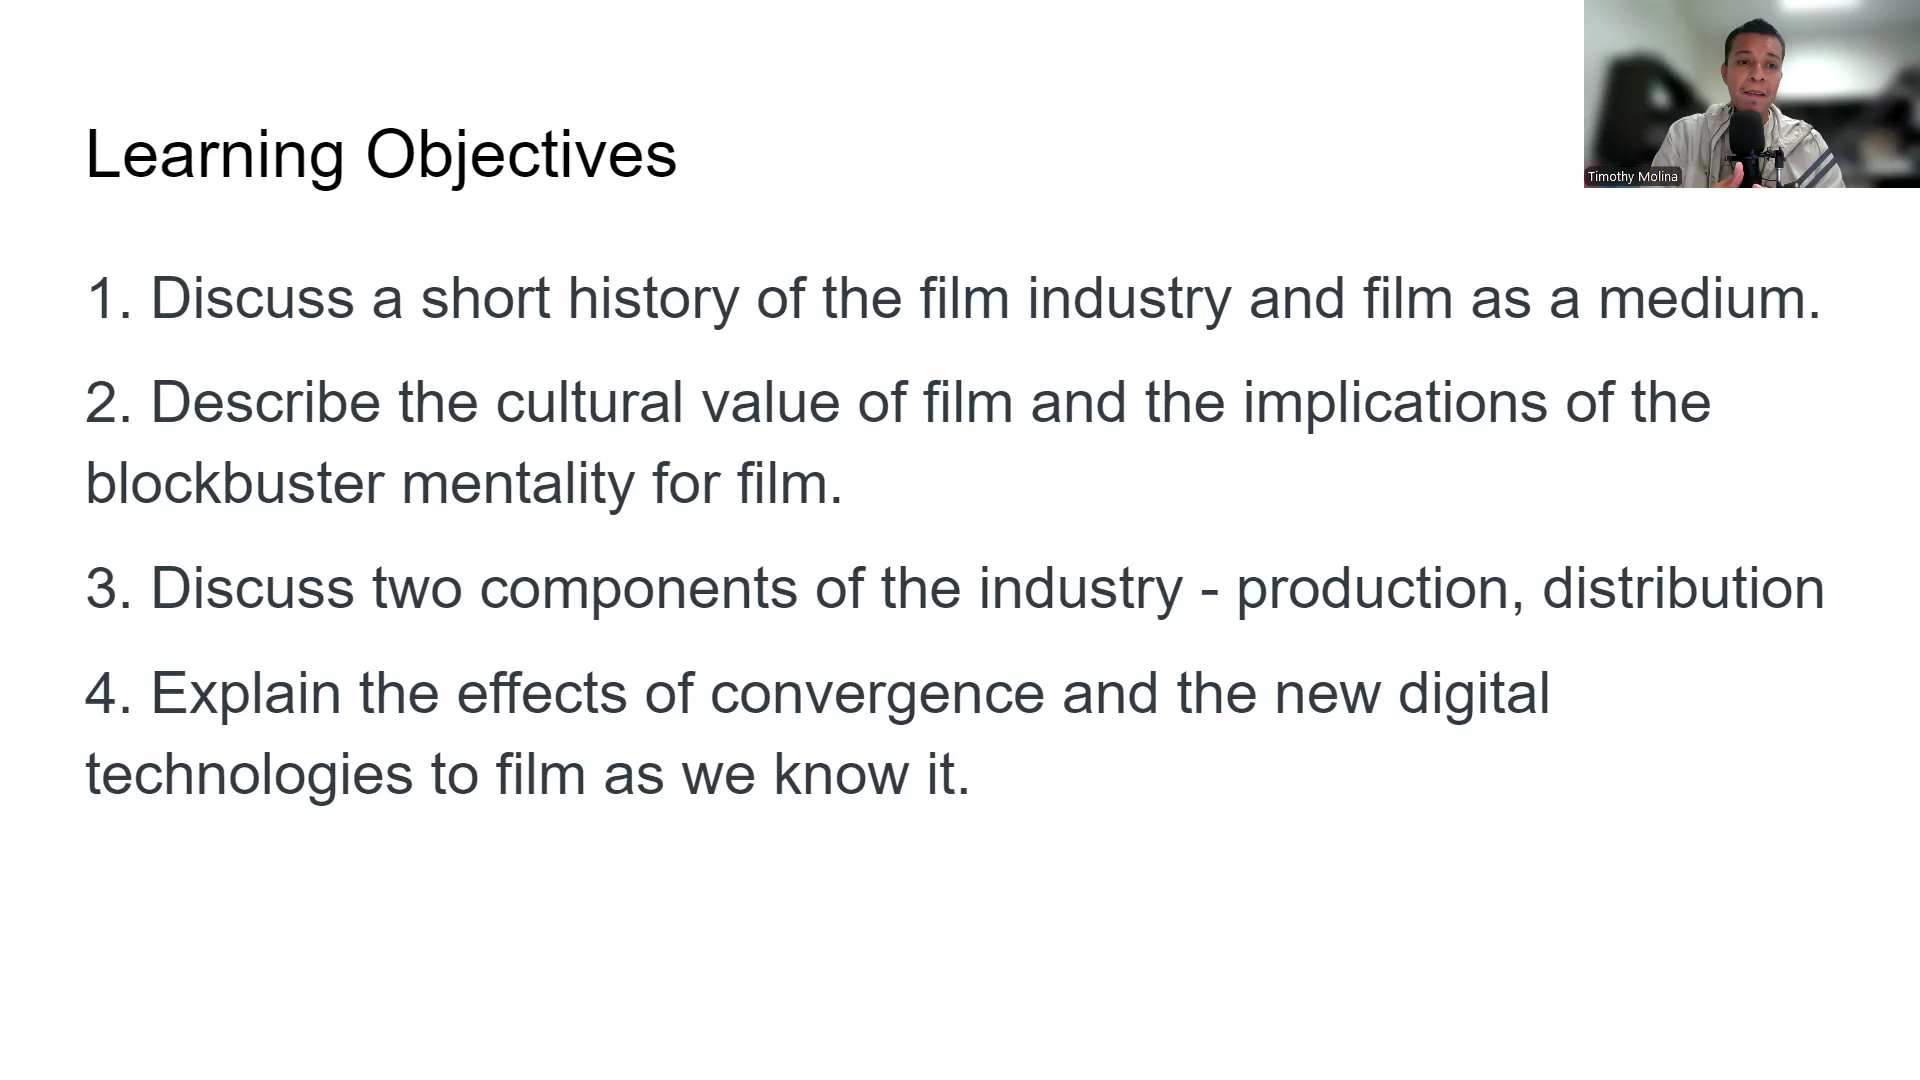 Learning Objectives
Timothy Molina
1. Discuss a short history of the film industry and film as a medium.
2. Describe the cultural value of film and the implications of the
blockbuster mentality for film.
3. Discuss two components of the industry - production, distribution
4. Explain the effects of convergence and the new digital
technologies to film as we know it.